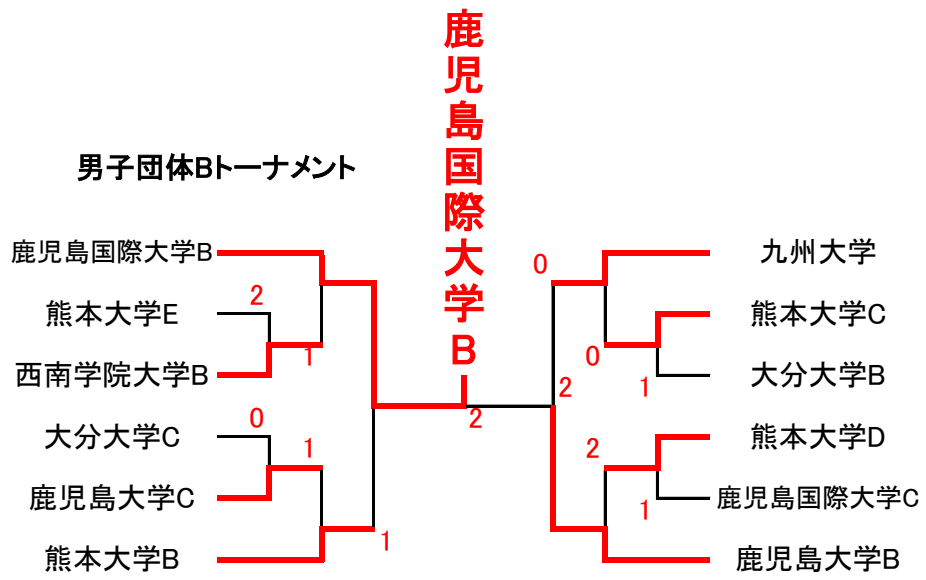 鹿児島国際大学B
男子団体Bトーナメント
鹿児島国際大学B
熊本大学E
2
西南学院大学B
1
大分大学C
0
鹿児島大学C
1
熊本大学B
1
2
0
九州大学
熊本大学C
0
大分大学B
1
2
熊本大学D
2
鹿児島国際大学C
1
鹿児島大学B